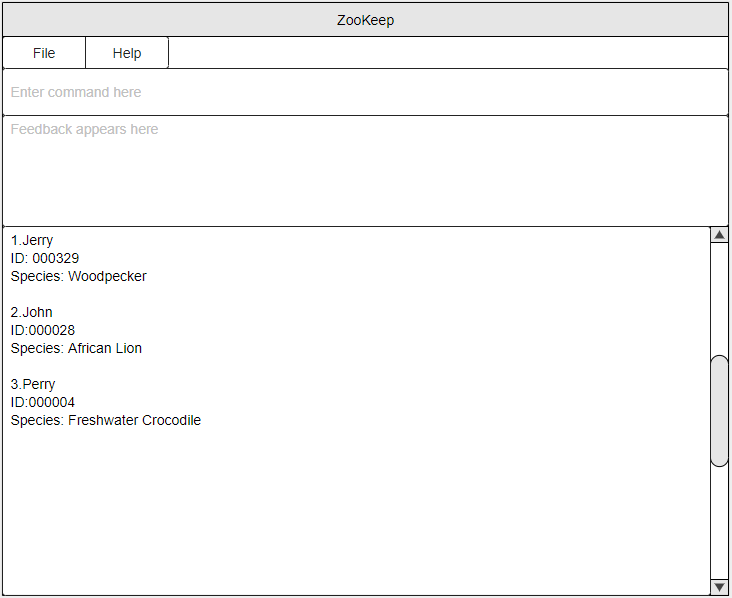 ZooKeep
File Help
Enter command here
Feedback appears here
1.Jerry
ID: 000329
Species: Woodpecker
2.John
ID:000028
Species: African Lion
3.Perry
ID:000004
Species: Freshwater Crocodile